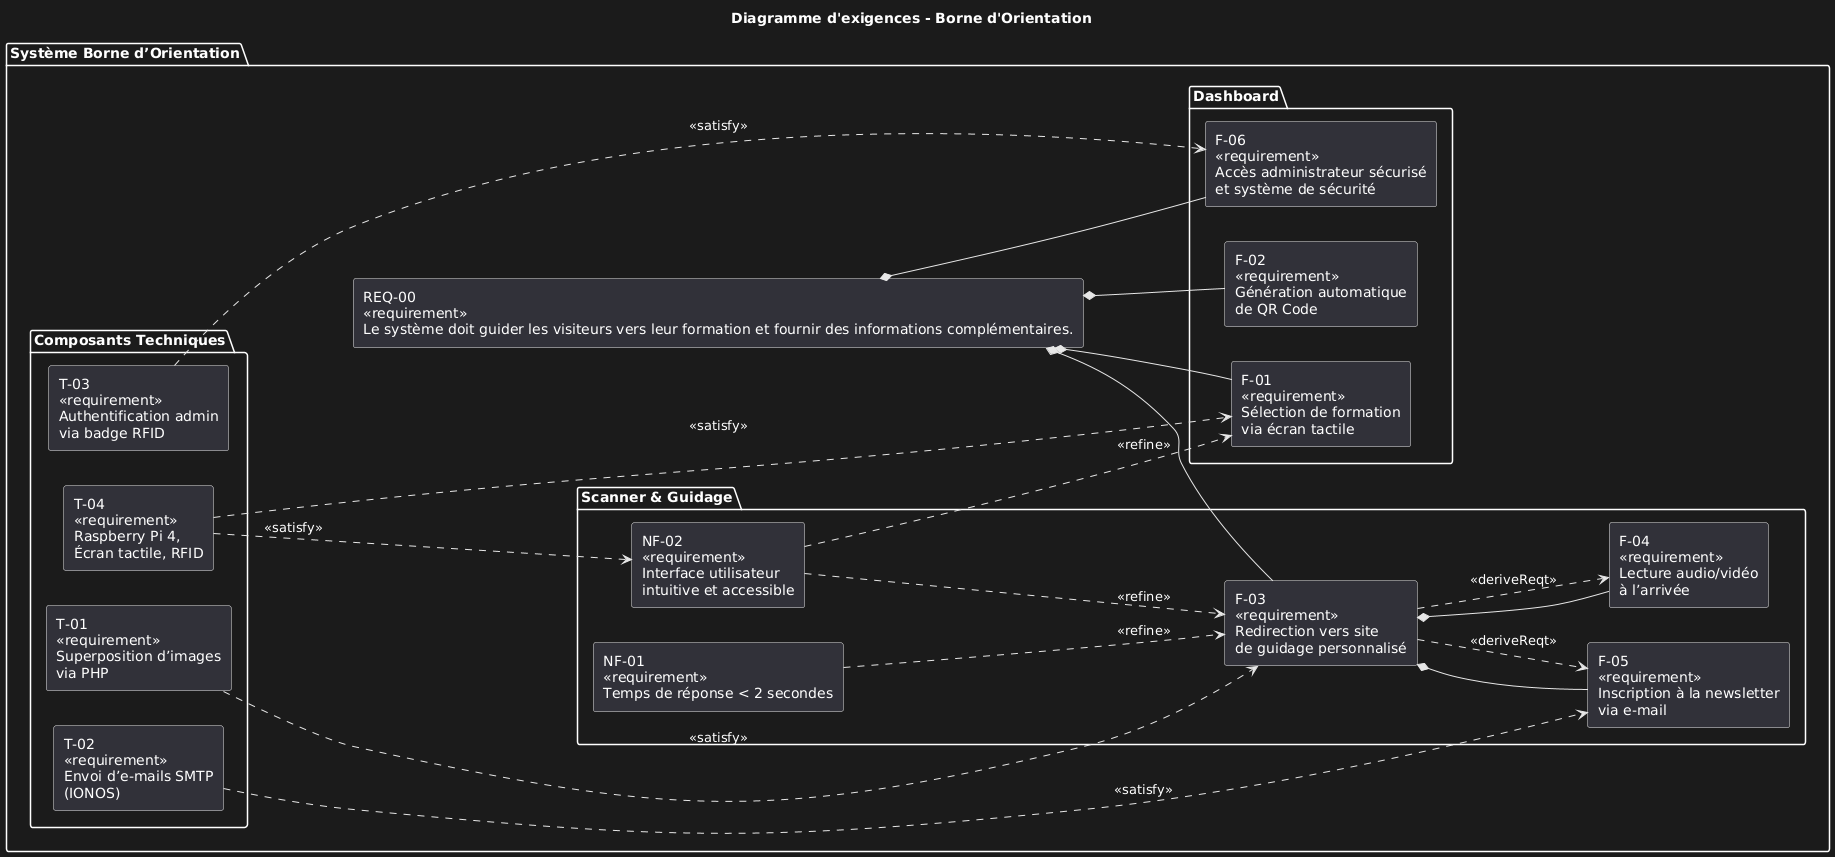 Diagramme d'exigences - Borne d'Orientation
Système Borne d’Orientation
Dashboard
F-06
«requirement»
Accès administrateur sécurisé
et système de sécurité
«satisfy»
F-02
«requirement»
Génération automatique
de QR Code
REQ-00
«requirement»
Le système doit guider les visiteurs vers leur formation et fournir des informations complémentaires.
F-01
«requirement»
Sélection de formation
via écran tactile
Composants Techniques
T-03
«requirement»
Authentification admin
via badge RFID
«satisfy»
«refine»
T-04
«requirement»
Raspberry Pi 4,
Écran tactile, RFID
«satisfy»
Scanner & Guidage
NF-02
«requirement»
Interface utilisateur
intuitive et accessible
«refine»
«refine»
NF-01
«requirement»
Temps de réponse < 2 secondes
F-03
«requirement»
Redirection vers site
de guidage personnalisé
«deriveReqt»
«deriveReqt»
F-04
«requirement»
Lecture audio/vidéo
à l’arrivée
F-05
«requirement»
Inscription à la newsletter
via e-mail
T-01
«requirement»
Superposition d’images
via PHP
«satisfy»
T-02
«requirement»
Envoi d’e-mails SMTP
(IONOS)
«satisfy»